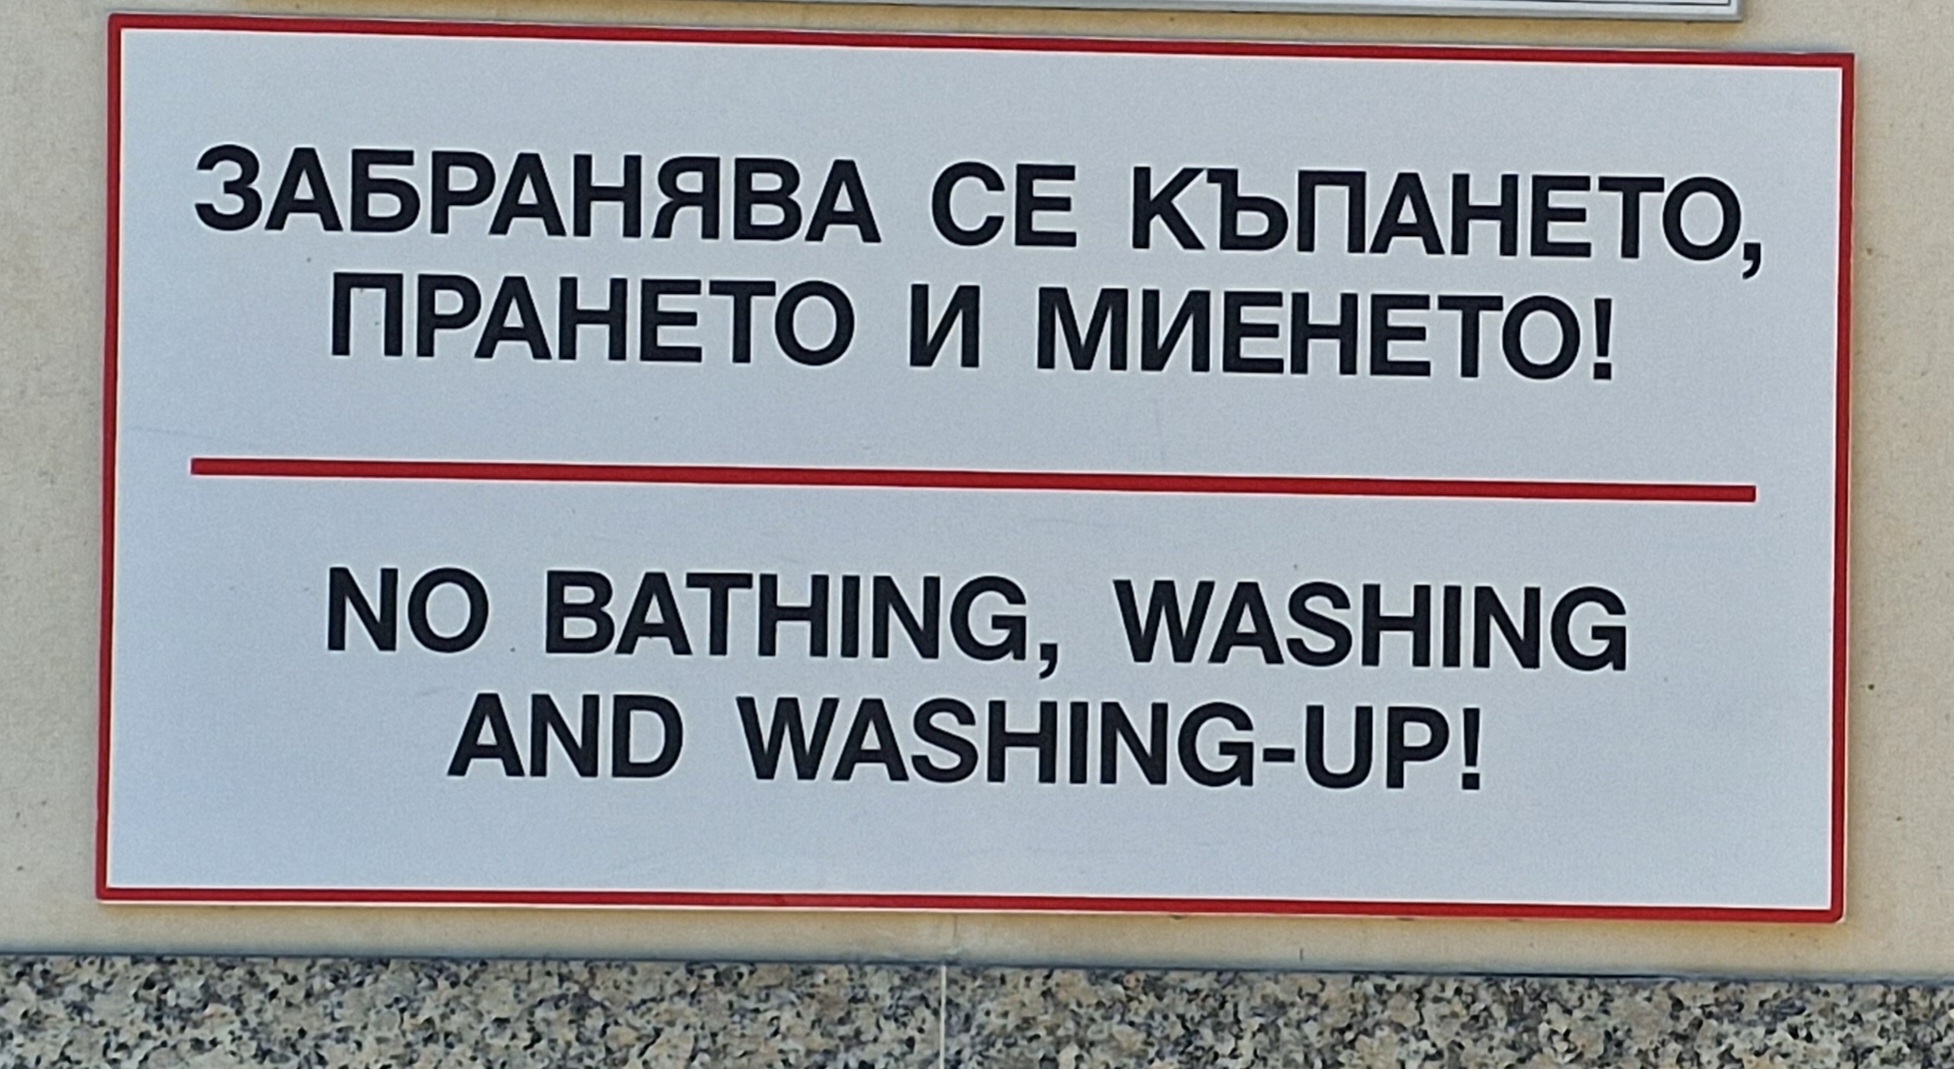 ЗАБРАНЯВА СЕ КЪПАНЕТО,
ПРАНЕТО И МИЕНЕТО!
NO BATHING, WASHING
AND WASHING-UP!